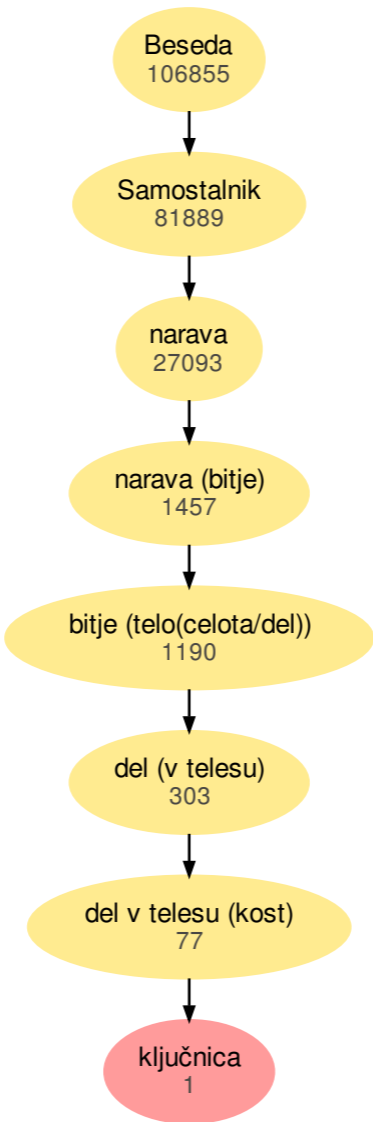 Beseda
106855
Samostalnik
81889
narava
27093
narava (bitje)
1457
bitje (telo(celota/del))
1190
del (v telesu)
303
del v telesu (kost)
77
ključnica
1